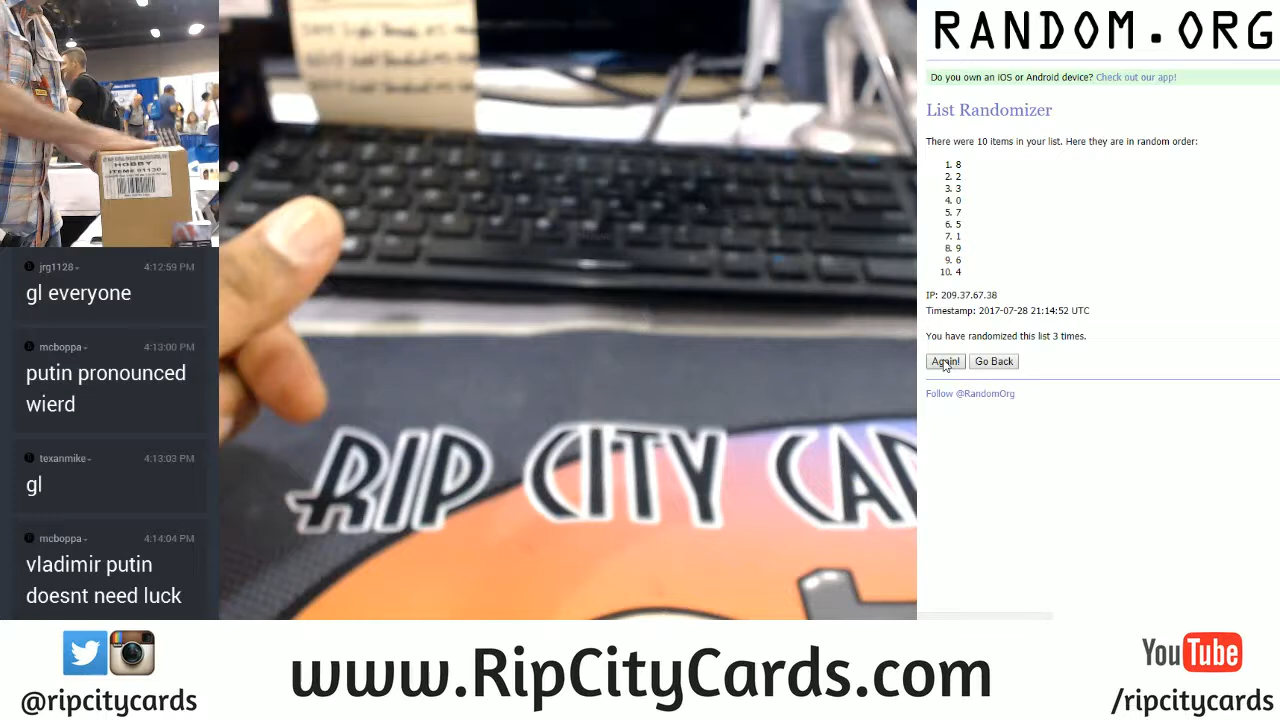 HOBBY
jrg1128
4:12:59 PM
gl everyone
mcboppa
4:13:00 PM
putin pronounced
wierd
texanmike
4:13:03 PM
gl
mcboppa
4:14:04 PM
vladimir putin
doesnt need luck
RIP CITY CAR
RANDOM.ORG
Do you own an iOS or Android device? Check out our app!
List Randomizer
There were 10 items in your list. Here they are in random order:
1. 8
2. 2
3. 3
4. 0
5. 7
6. 5
7. 1
8. 9
9. 6
10. 4
IP: 209.37.67.38
Timestamp: 2017-07-28 21:14:52 UTC
You have randomized this list 3 times.
Again! Go Back
Follow @RandomOrg
@ripcitycards
www.RipCityCards.com
YouTube
/ripcitycards